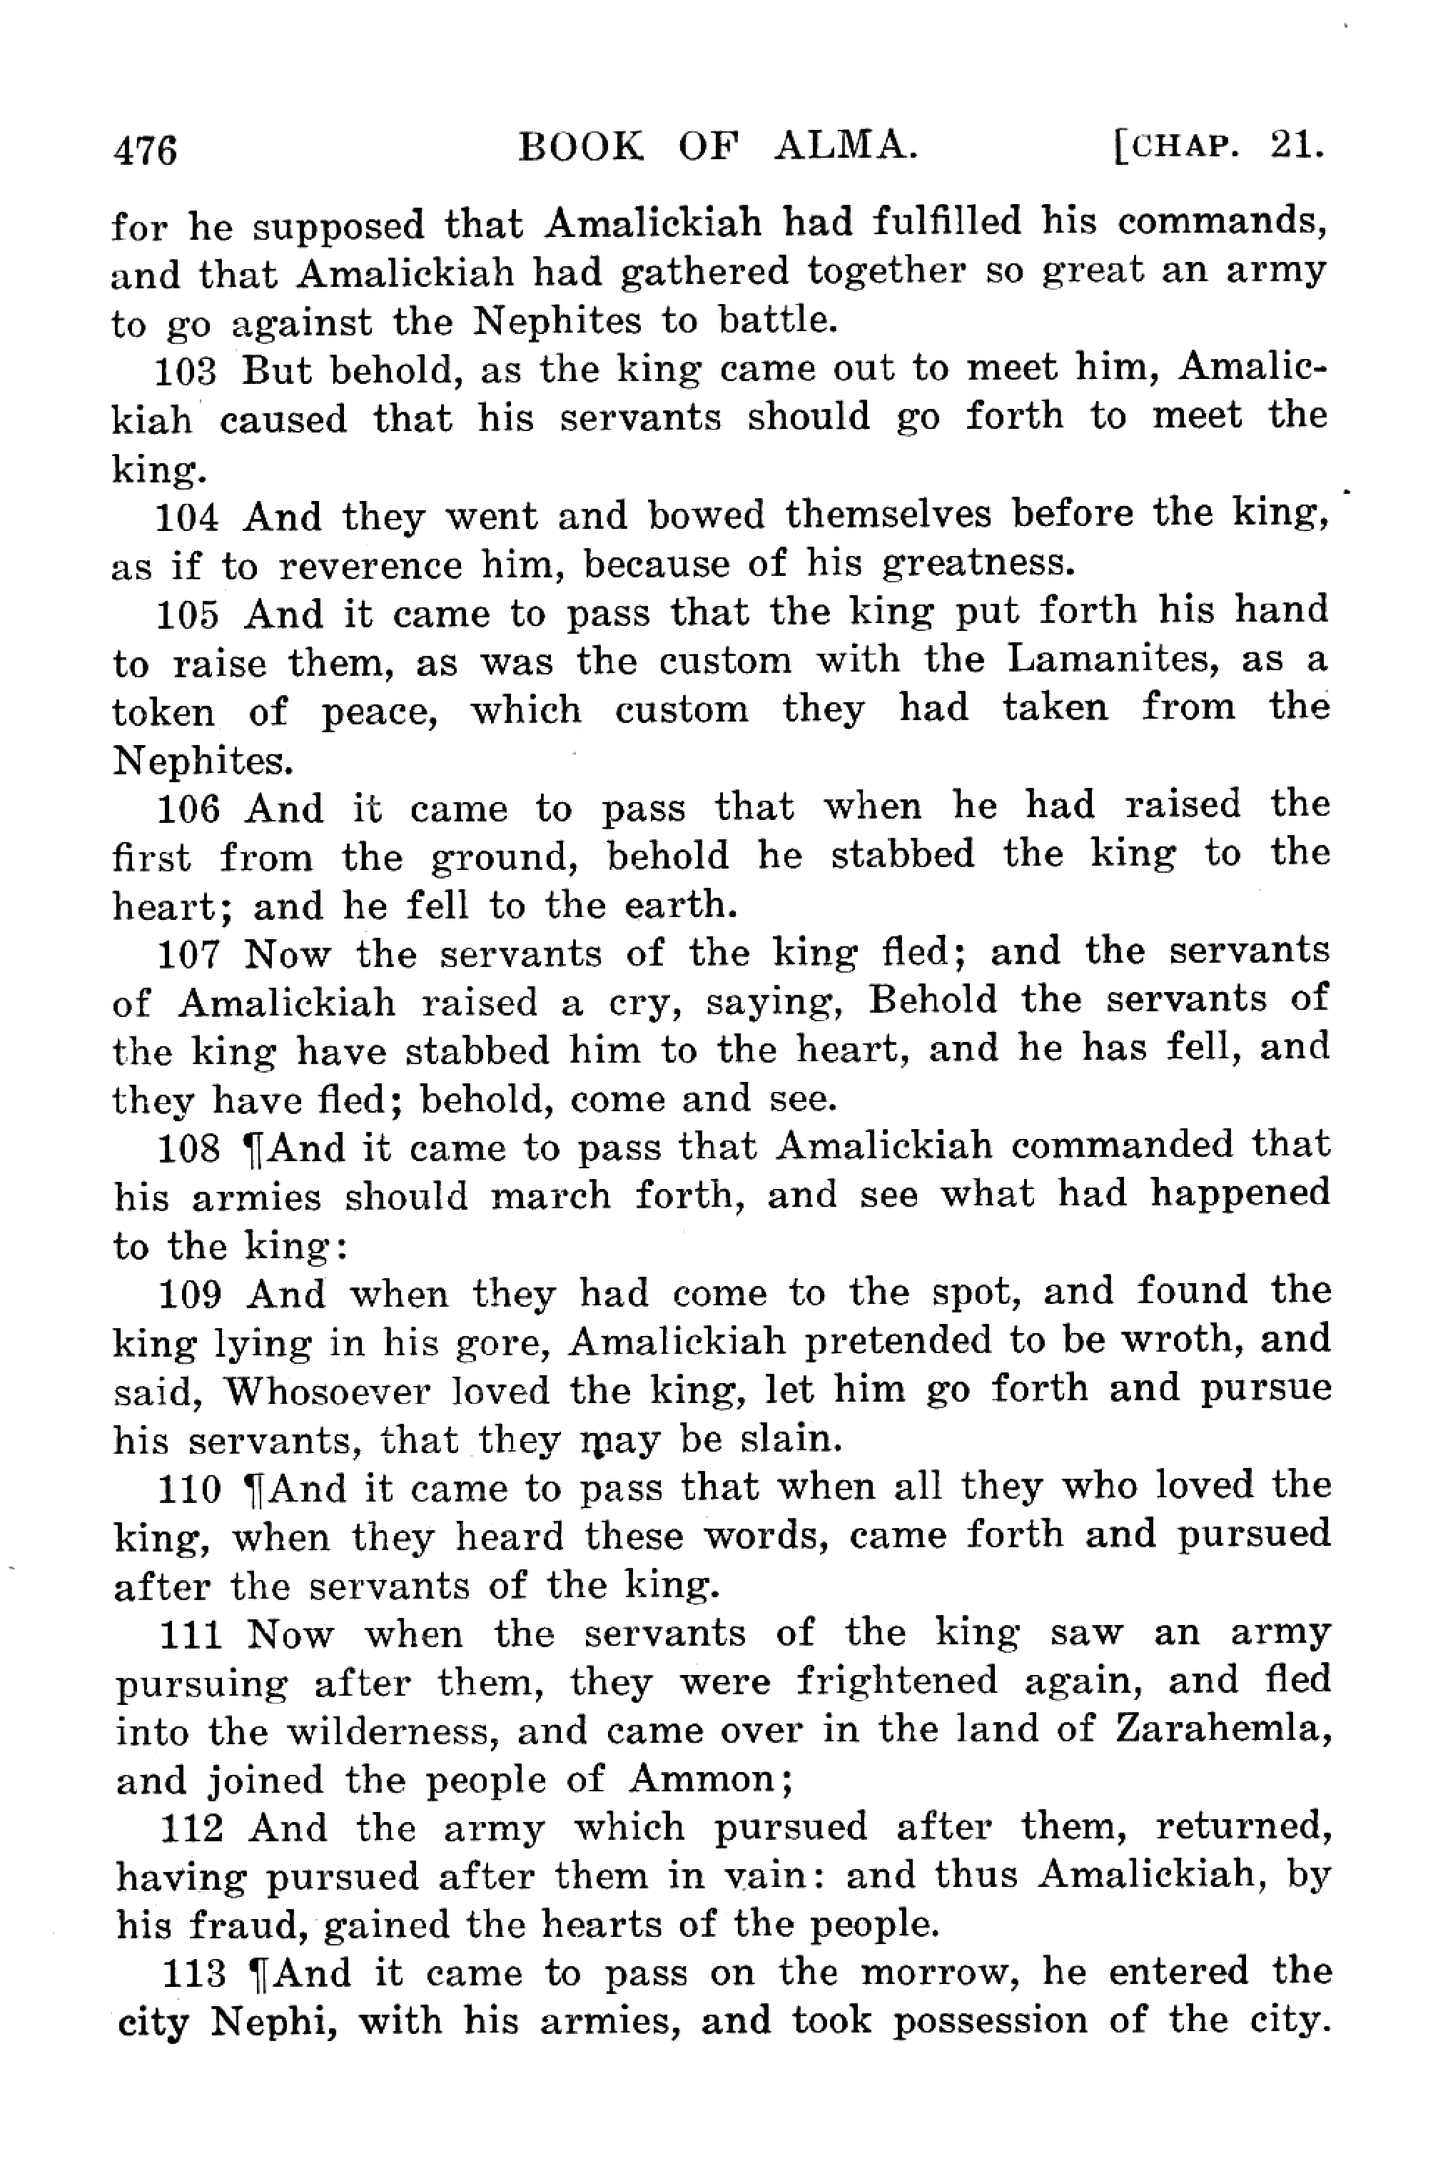 476 BOOK OF ALMA. [CHAP. 21.
for he supposed that Amalickiah had fulfilled his commands,
and that Amalickiah had gathered together so great an army
to go against the Nephites to battle.
103 But behold, as the king came out to meet him, Amalic-
kiah caused that his servants should go forth to meet the
king.
104 And they went and bowed themselves before the king,
as if to reverence him, because of his greatness.
105 And it came to pass that the king put forth his hand
to raise them, as was the custom with the Lamanites, as a
token of peace, which custom they had taken from the
Nephites.
106 And it came to pass that when he had raised the
first from the ground, behold he stabbed the king to the
heart; and he fell to the earth.
107 Now the servants of the king fled; and the servants
of Amalickiah raised a cry, saying, Behold the servants of
the king have stabbed him to the heart, and he has fell, and
they have fled; behold, come and see.
108 ¶And it came to pass that Amalickiah commanded that
his armies should march forth, and see what had happened
to the king:
109 And when they had come to the spot, and found the
king lying in his gore, Amalickiah pretended to be wroth, and
said, Whosoever loved the king, let him go forth and pursue
his servants, that they may be slain.
110 ¶And it came to pass that when all they who loved the
king, when they heard these words, came forth and pursued
after the servants of the king.
111 Now when the servants of the king saw an army
pursuing after them, they were frightened again, and fled
into the wilderness, and came over in the land of Zarahemla,
and joined the people of Ammon;
112 And the army which pursued after them, returned,
having pursued after them in vain: and thus Amalickiah, by
his fraud, gained the hearts of the people.
113 ¶And it came to pass on the morrow, he entered the
city Nephi, with his armies, and took possession of the city.